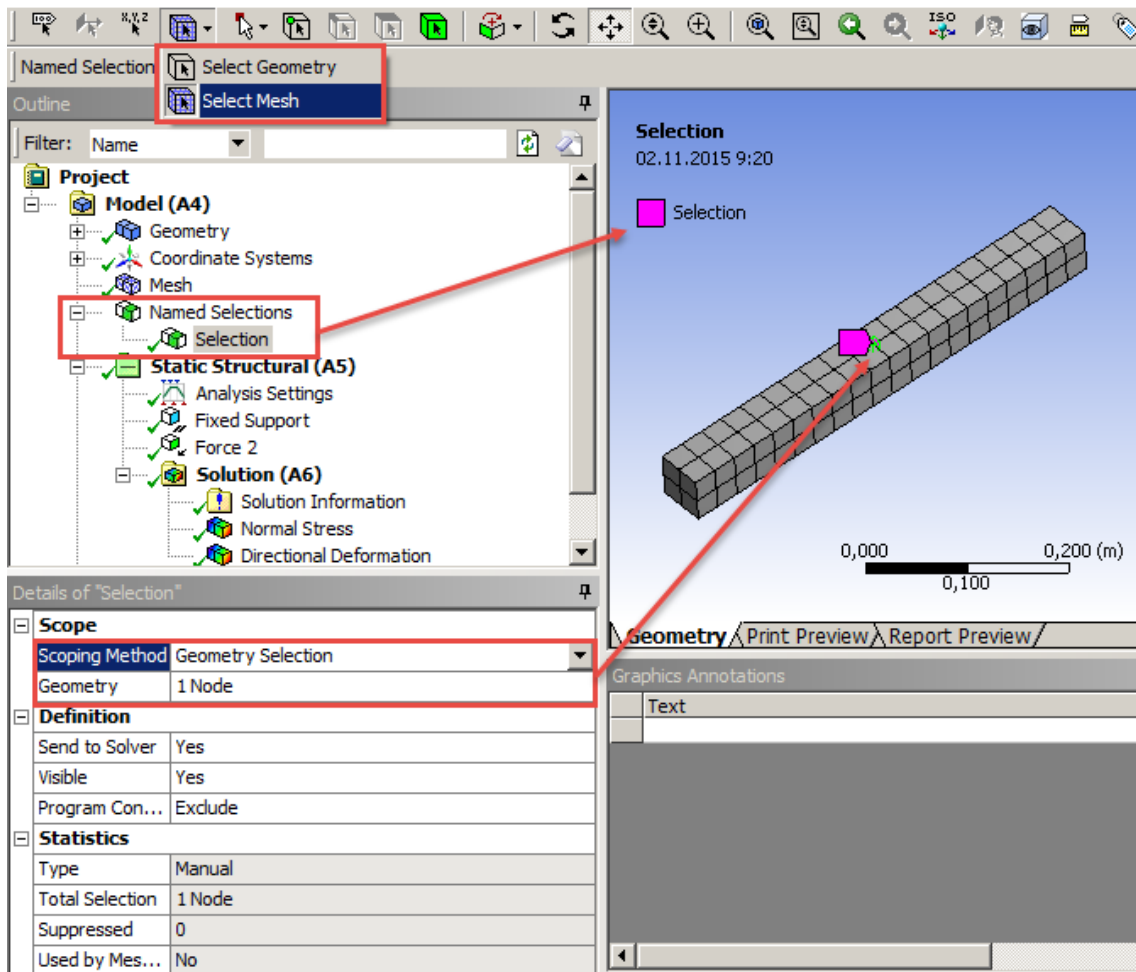 X,Y,Z
ISO
Named Selection
Select Geometry
Select Mesh
Outline
Filter: Name
Project
Model (A4)
Geometry
Coordinate Systems
Mesh
Named Selections
Selection
Static Structural (A5)
Analysis Settings
Fixed Support
Force 2
Solution (A6)
Solution Information
Normal Stress
Directional Deformation
Selection
02.11.2015 9:20
Selection
0,000 0,200 (m)
0,100
Geometry Print Preview Report Preview
Details of "Selection"
Scope
Scoping Method Geometry Selection
Geometry 1 Node
Definition
Send to Solver Yes
Visible Yes
Program Con... Exclude
Statistics
Type Manual
Total Selection 1 Node
Suppressed 0
Used by Mes... No
Graphics Annotations
Text